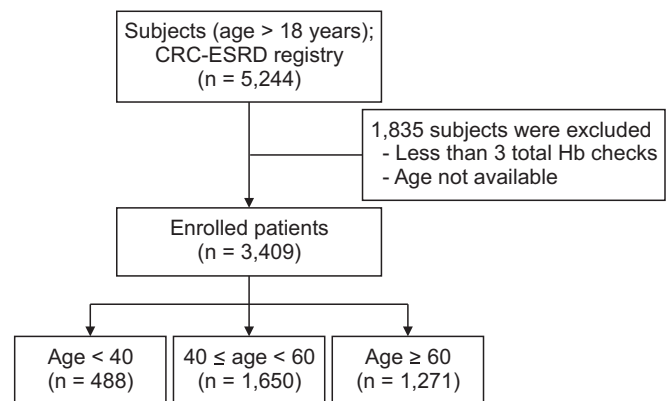 Subjects (age > 18 years);
CRC-ESRD registry
(n = 5,244)
1,835 subjects were excluded
- Less than 3 total Hb checks
- Age not available
Enrolled patients
(n = 3,409)
Age < 40
(n = 488)
40 ≤ age < 60
(n = 1,650)
Age ≥ 60
(n = 1,271)